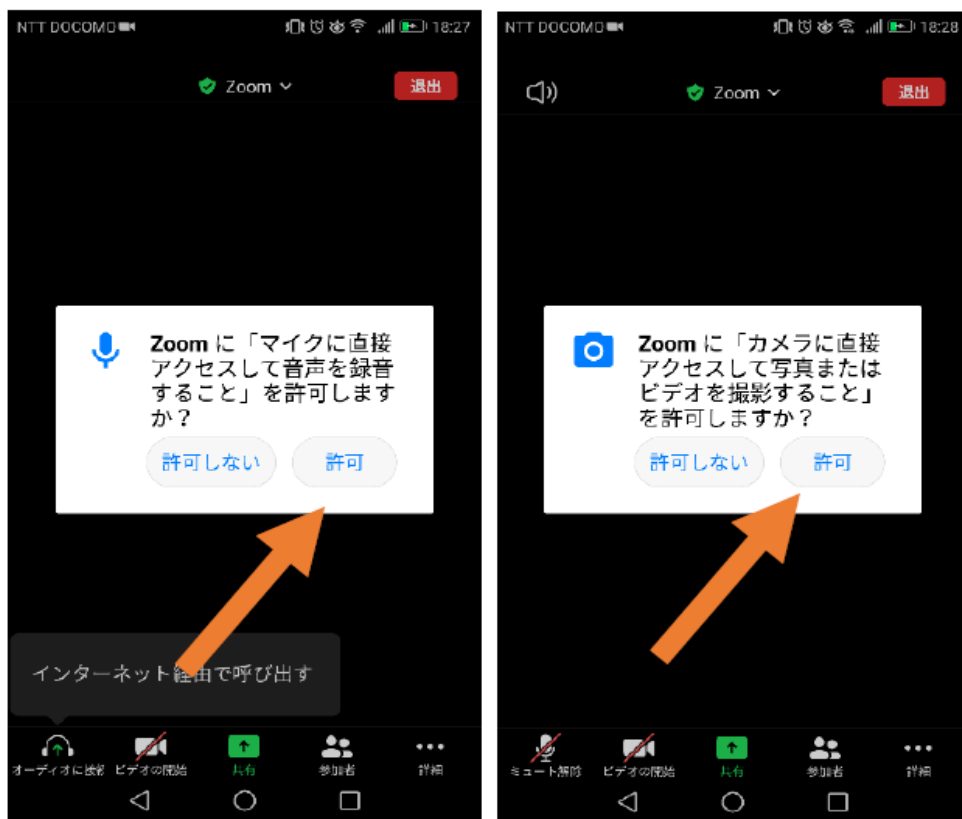 NTT DOCOMO
18:27
Zoom
退出
Zoom に「マイクに直接
アクセスして音声を録音
すること」を許可します
か？
許可しない
許可
インターネット経由で呼び出す
オーディオに接続
ビデオの開始
共有
参加者
詳細
NTT DOCOMO
18:28
Zoom
退出
Zoom に「カメラに直接
アクセスして写真または
ビデオを撮影すること」
を許可しますか？
許可しない
許可
ミュート解除
ビデオの開始
共有
参加者
詳細